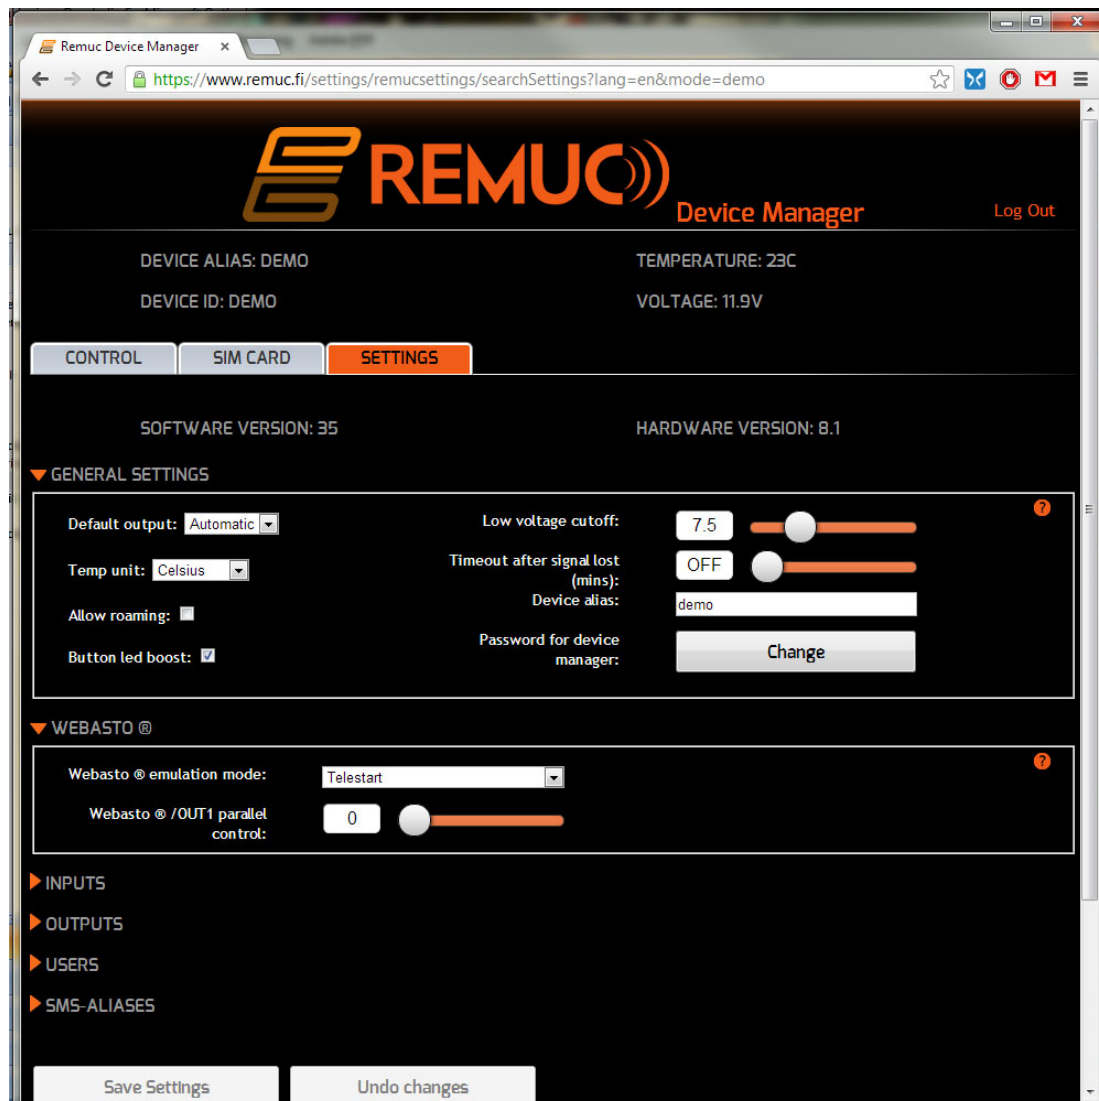 Remuc Device Manager
https://www.remuc.fi/settings/remucsettings/searchSettings?lang=en&mode=demo
REMUC
Device Manager
Log Out
DEVICE ALIAS: DEMO
TEMPERATURE: 23C
DEVICE ID: DEMO
VOLTAGE: 11.9V
CONTROL
SIM CARD
SETTINGS
SOFTWARE VERSION: 35
HARDWARE VERSION: 8.1
GENERAL SETTINGS
?
Default output: Automatic
Low voltage cutoff: 7.5
Temp unit: Celsius
Timeout after signal lost
(mins):
OFF
Allow roaming:
Device alias: demo
Button led boost:
Password for device
manager:
Change
WEBASTO ®
?
Webasto ® emulation mode: Telestart
Webasto ® /OUT1 parallel
control:
0
INPUTS
OUTPUTS
USERS
SMS-ALIASES
Save Settings
Undo changes